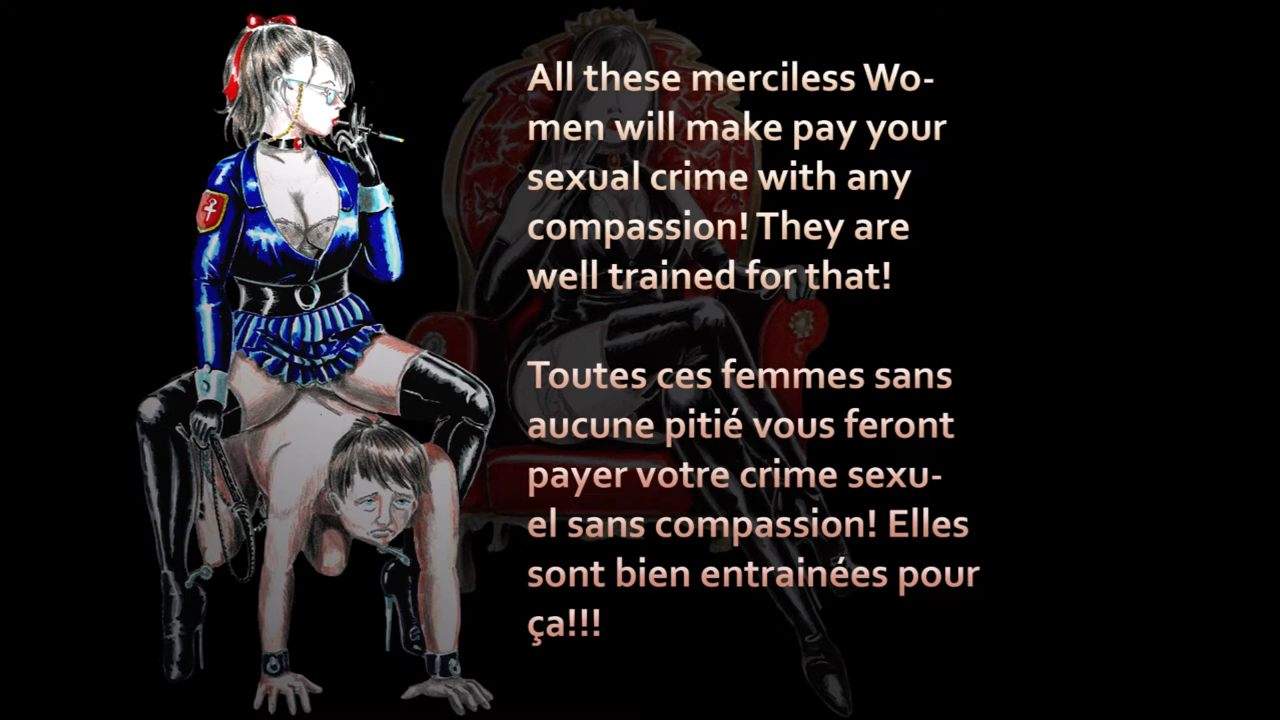 All these merciless Wo-
men will make pay your
sexual crime with any
compassion! They are
well trained for that!
Toutes ces femmes sans
aucune pitié vous feront
payer votre crime sexu-
el sans compassion! Elles
sont bien entrainées pour
ça!!!